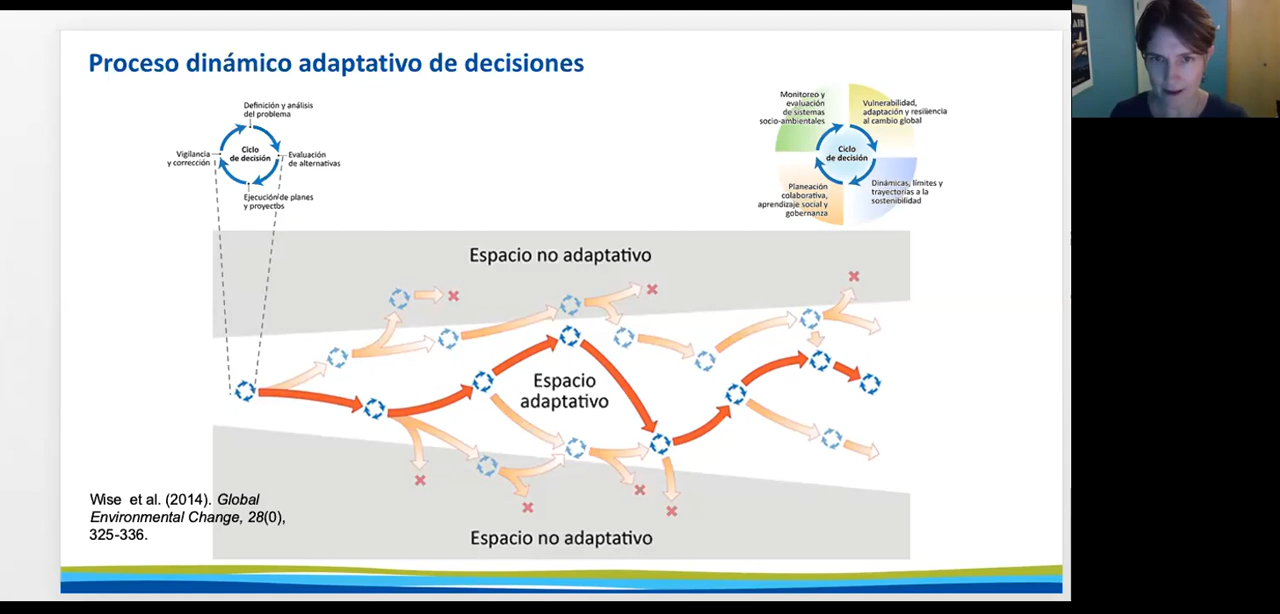 Proceso dinámico adaptativo de decisiones
Definición y análisis
del problema
Vigilancia
y corrección
Ciclo
de decisión
Evaluación
de alternativas
Ejecución de planes
y proyectos
Monitoreo y
evaluación
de sistemas
socio-ambientales
Vulnerabilidad,
adaptación y resiliencia
al cambio global
Ciclo
de decisión
Planeación
colaborativa,
aprendizaje social y
gobernanza
Dinámicas, límites y
trayectorias a la
sostenibilidad
Espacio no adaptativo
Espacio
adaptativo
Wise et al. (2014). Global
Environmental Change, 28(0),
325-336.
Espacio no adaptativo